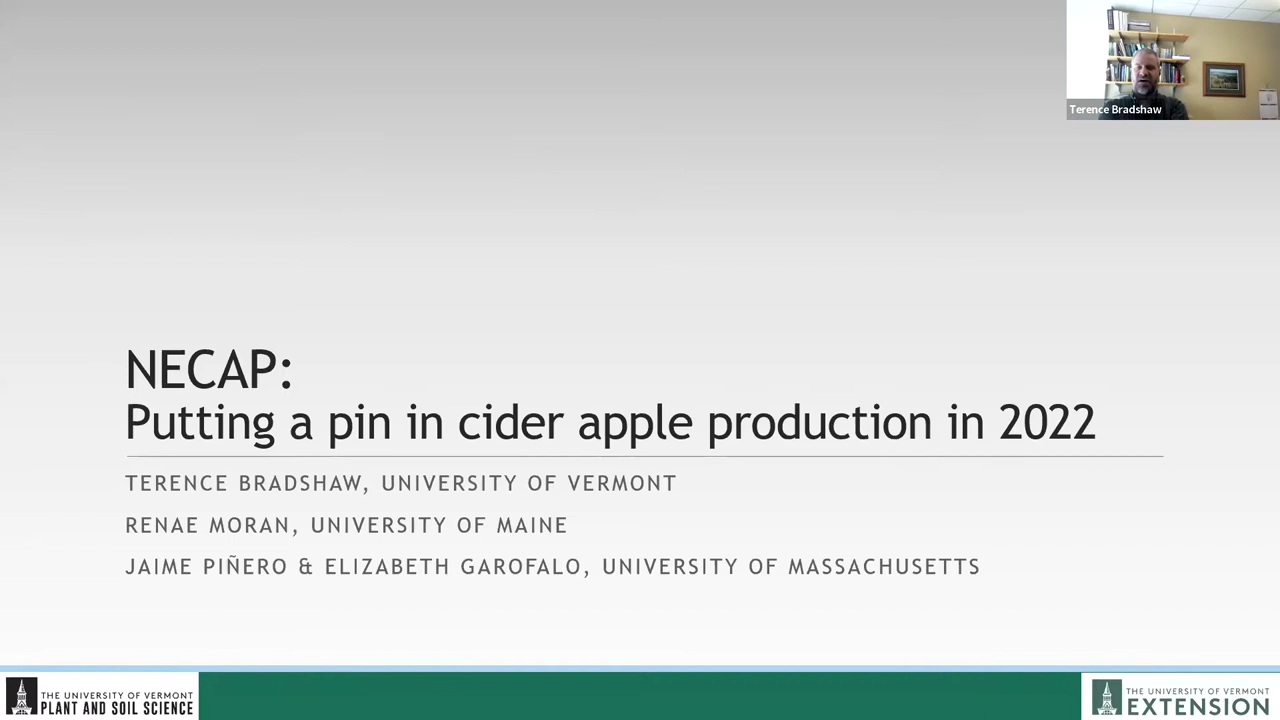 Terence Bradshaw
NECAP:
Putting a pin in cider apple production in 2022
TERENCE BRADSHAW, UNIVERSITY OF VERMONT
RENAE MORAN, UNIVERSITY OF MAINE
JAIME PIÑERO & ELIZABETH GAROFALO, UNIVERSITY OF MASSACHUSETTS
THE UNIVERSITY OF VERMONT
PLANT AND SOIL SCIENCE
THE UNIVERSITY OF VERMONT
EXTENSION